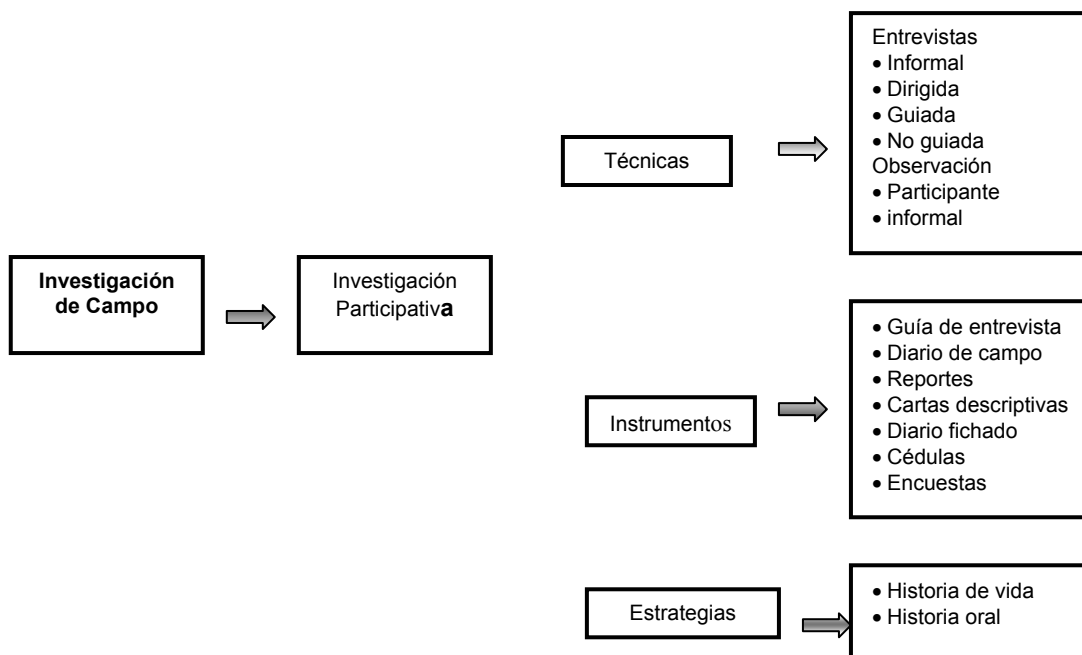 Investigación
de Campo
Investigación
Participativa
Técnicas
Entrevistas
• Informal
• Dirigida
• Guiada
• No guiada
Observación
• Participante
• informal
Instrumentos
• Guía de entrevista
• Diario de campo
• Reportes
• Cartas descriptivas
• Diario fichado
• Cédulas
• Encuestas
Estrategias
• Historia de vida
• Historia oral